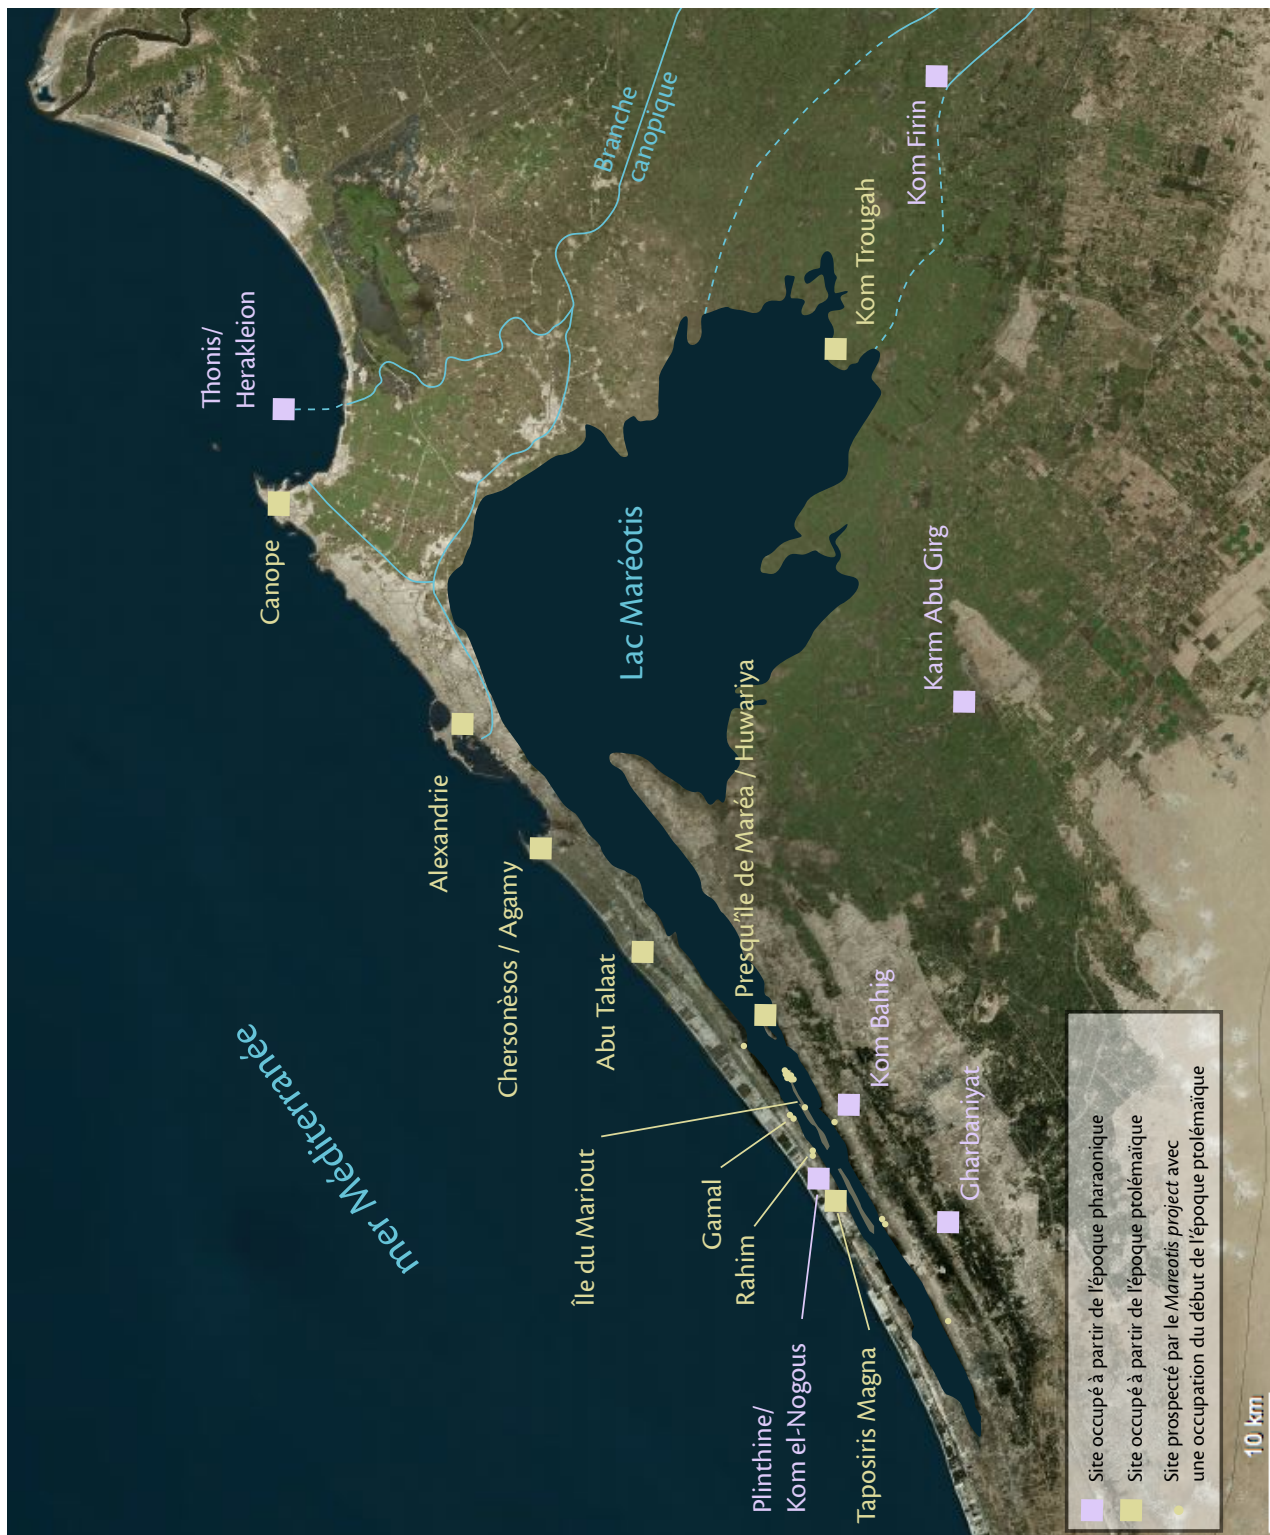 Thonis/
Herakleion
Canope
Branche
canopique
Kom Firin
Kom Trougah
Lac Maréotis
Alexandrie
Chersonèsos / Agamy
Abu Talaat
Presqu'île de Maréa / Huwariya
Karm Abu Girg
mer Méditerranée
Île du Mariout
Gamal
Rahim
Plinthine/
Kom el-Nogous
Taposiris Magna
Kom Bahig
Gharbaniyat
Site occupé à partir de l'époque pharaonique
Site occupé à partir de l'époque ptolémaïque
Site prospecté par le Mareotis project avec
une occupation du début de l'époque ptolémaïque
10 km